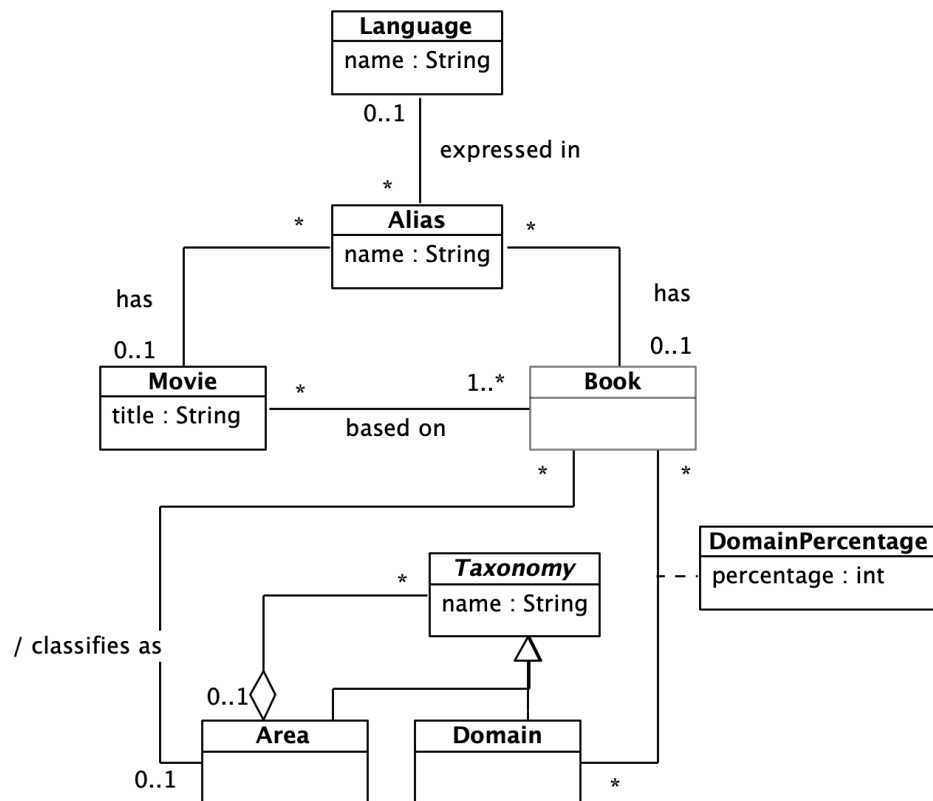 Language
name : String
0..1
expressed in
*
*
Alias
*
name : String
has
has
0..1
0..1
Movie
*
1..*
Book
title : String
based on
*
*
DomainPercentage
Taxonomy
*
percentage : int
name : String
/ classifies as
0..1
Area
Domain
0..1
*